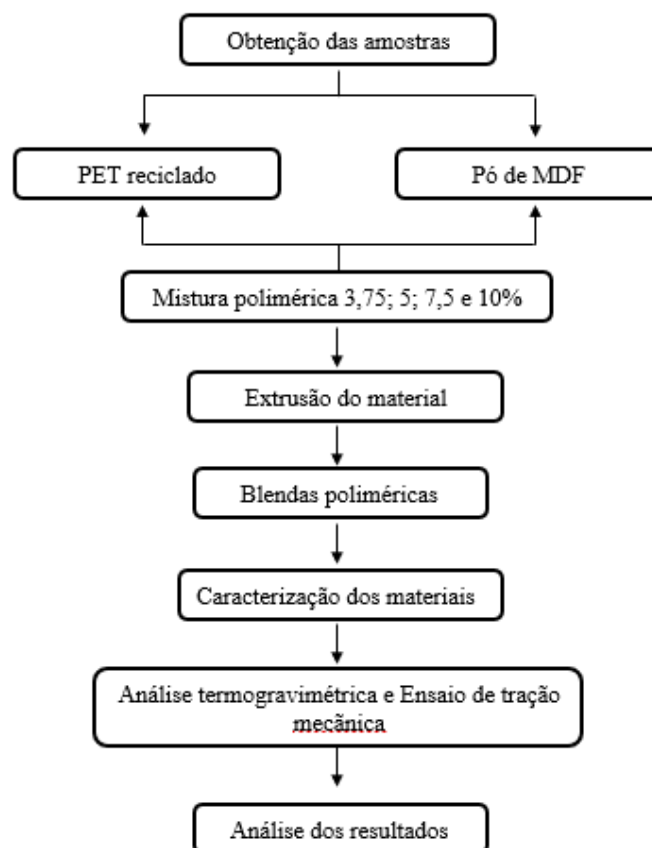 Obtenção das amostras
PET reciclado
Pó de MDF
Mistura polimérica 3,75; 5; 7,5 e 10%
Extrusão do material
Blendas poliméricas
Caracterização dos materiais
Análise termogravimétrica e Ensaio de tração
mecãnica
Análise dos resultados